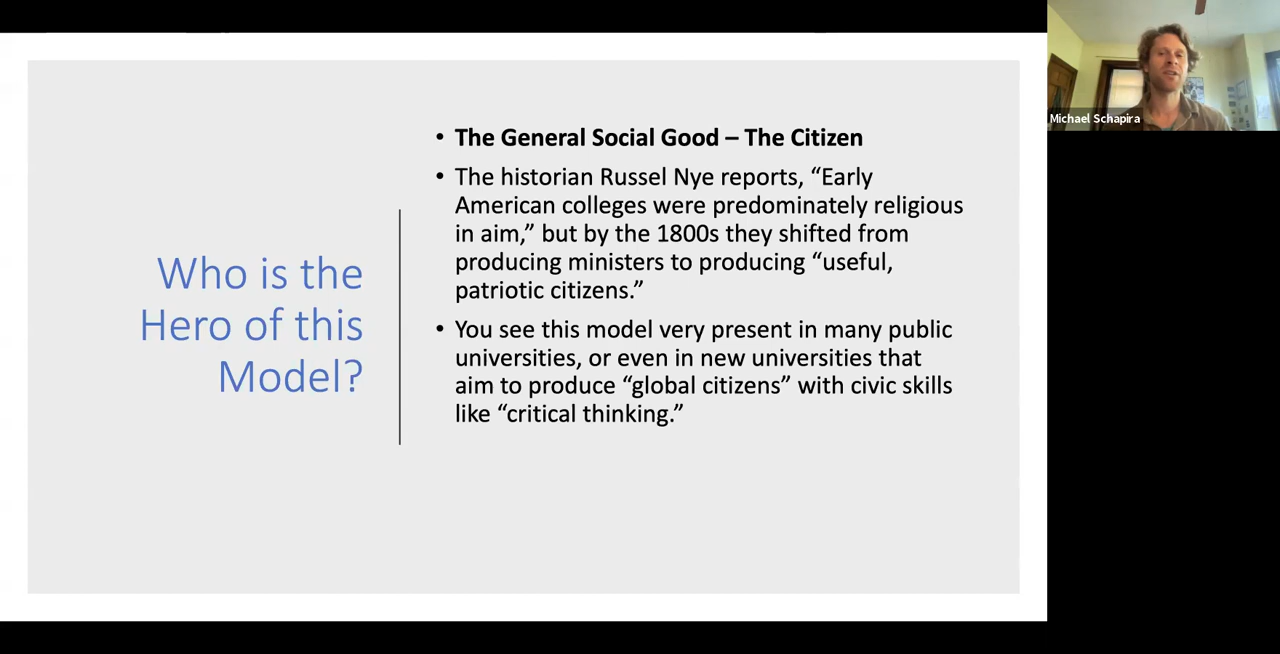 Who is the
Hero of this
Model?
• The General Social Good – The Citizen
• The historian Russel Nye reports, “Early
American colleges were predominately religious
in aim,” but by the 1800s they shifted from
producing ministers to producing “useful,
patriotic citizens.”
• You see this model very present in many public
universities, or even in new universities that
aim to produce “global citizens” with civic skills
like “critical thinking.”
Michael Schapira